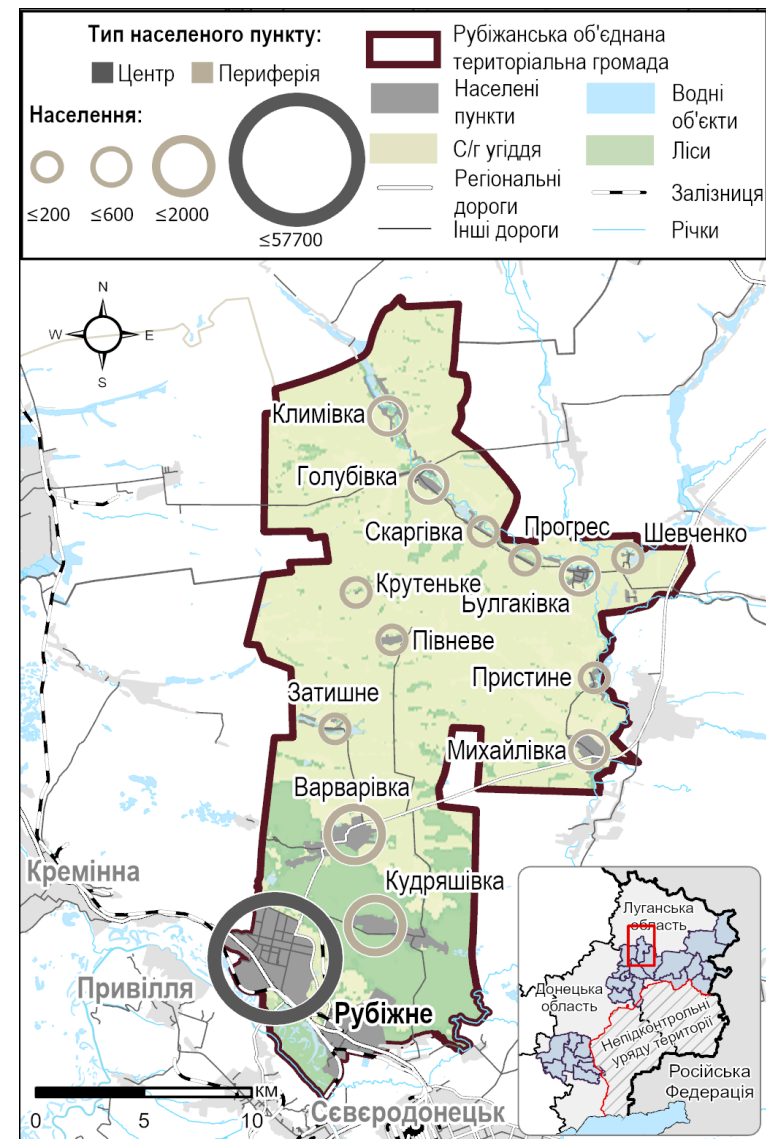 Тип населеного пункту:
Центр
Периферія
Населення:
≤200
≤600
≤2000
≤57700
Рубіжанська об'єднана
територіальна громада
Населені
пункти
Водні
об'єкти
С/г угіддя
Ліси
Регіональні
дороги
Залізниця
Інші дороги
Річки
N
W
E
S
Климівка
Голубівка
Скаргівка
Прогрес
Шевченко
Крутеньке
Булгаківка
Півневе
Пристине
Затишне
Михайлівка
Варварівка
Кремінна
Кудряшівка
Привілля
Рубіжне
Сєвєродонецьк
0
5
10
км
Луганська
область
Донецька
область
Непідконтрольні
уряду території
Російська
Федерація